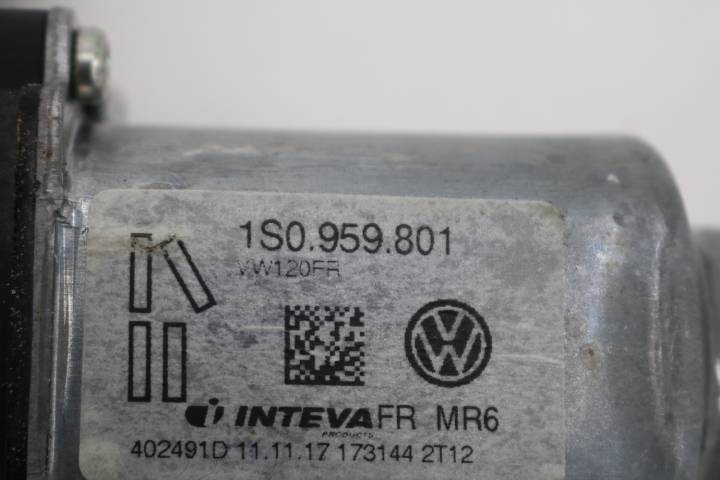 1S0.959.801
VW120FR
INTEVA FR MR6
PRODUCTS
402491D 11.11.17 173144 2T12